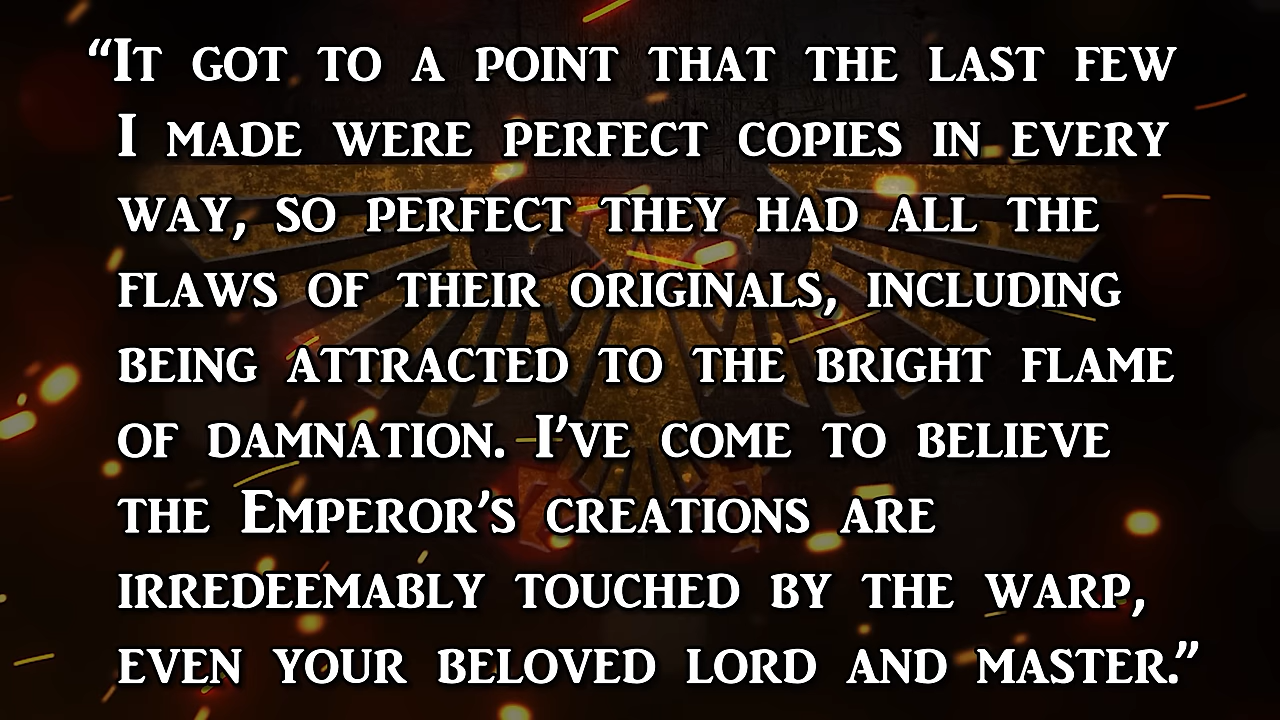 “It got to a point that the last few
I made were perfect copies in every
way, so perfect they had all the
flaws of their originals, including
being attracted to the bright flame
of damnation. I’ve come to believe
the Emperor’s creations are
irredeemably touched by the warp,
even your beloved lord and master.”